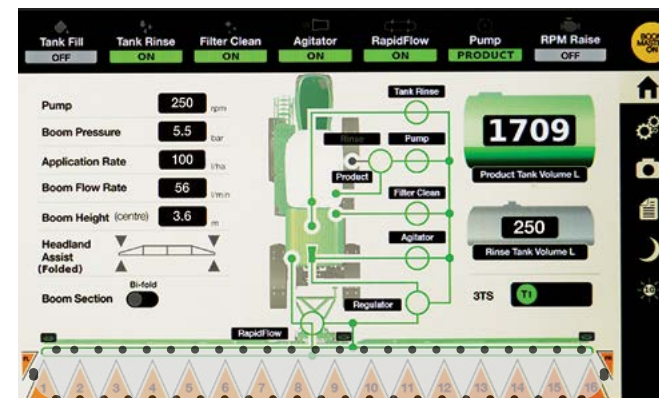 Tank Fill Tank Rinse Filter Clean Agitator RapidFlow Pump RPM Raise
OFF ON ON ON ON PRODUCT OFF
BOOM
MASTER
ON
Pump 250 rpm
Boom Pressure 5.5 bar
Application Rate 100 l/ha
Boom Flow Rate 56 l/min
Boom Height (centre) 3.6 m
Headland
Assist
(Folded)
Bi-fold
Boom Section
Tank Rinse
Rinse Pump
Product
Filter Clean
Agitator
Regulator
RapidFlow
1709
Product Tank Volume L
250
Rinse Tank Volume L
3TS T1
1 2 3 4 5 6 7 8 9 10 11 12 13 14 15 16